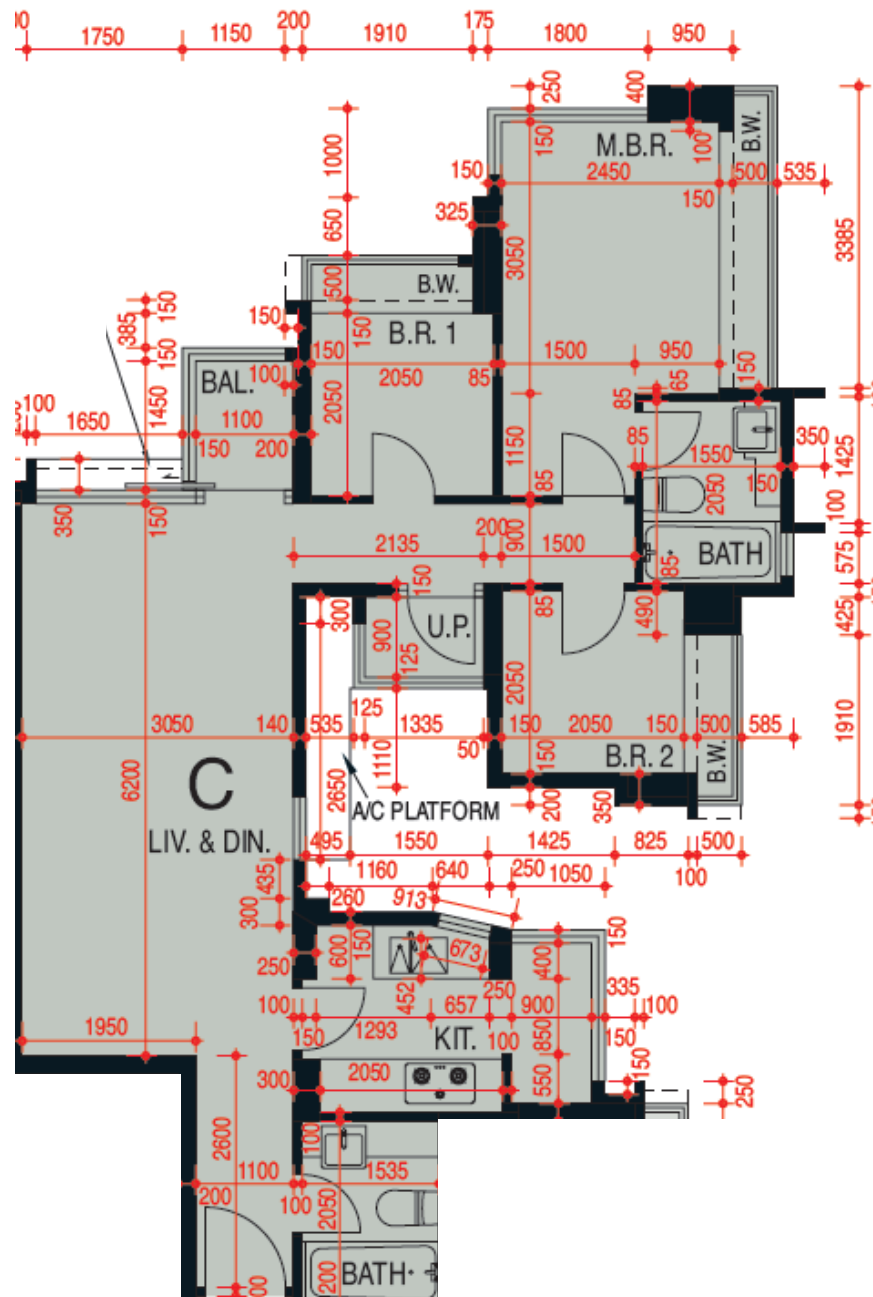 00 1750 1150 200 1910 175 1800 950
250 400
M.B.R. B.W.
1000 150 100
150 2450 500 535
150
650 325 3050 3385
500 B.W.
150 385 150 150 B.R. 1
150 150 1500 950 150
BAL. 100 2050 85 65
1450 1100 2050 85
100 1650 150 200 1150 85 1550 350 1425
150 2050
350 150 85 100
2135 200 900 1500 BATH 575
150 85 85
300 900 U.P. 490 425
125 2050
3050 140 535 125 1335 50 150 2050 150 500 585 1910
6200 C 2650 1110 150 B.R. 2 B.W.
A/C PLATFORM 200 350
LIV. & DIN.
495 1550 1425 825 500
100
435 1160 640 250 1050
260 913
300 150
250 600 150 673 400
452 250 335
100 657 900 100
150 1293 100 KIT. 850 150
1950 150
300 2050 550 250
2600 100
1100 1535
200 100 2050
BATH
00 200